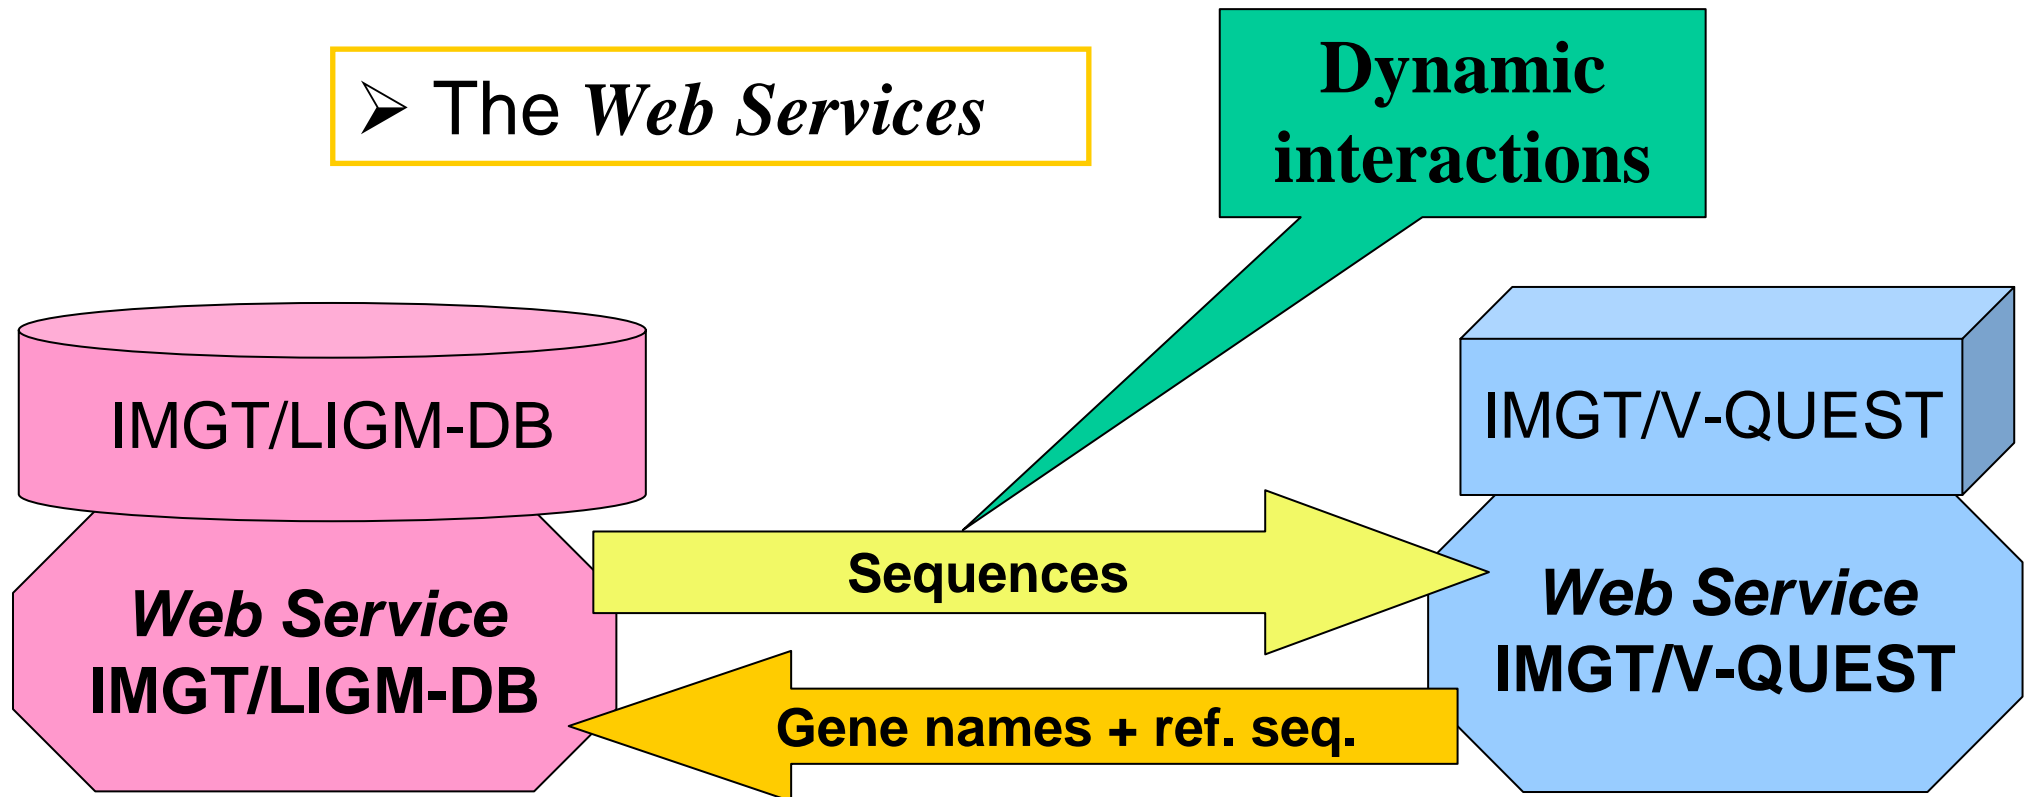 ➢ The Web Services
Dynamic
interactions
IMGT/LIGM-DB
IMGT/V-QUEST
Sequences
Web Service
IMGT/LIGM-DB
Web Service
IMGT/V-QUEST
Gene names + ref. seq.